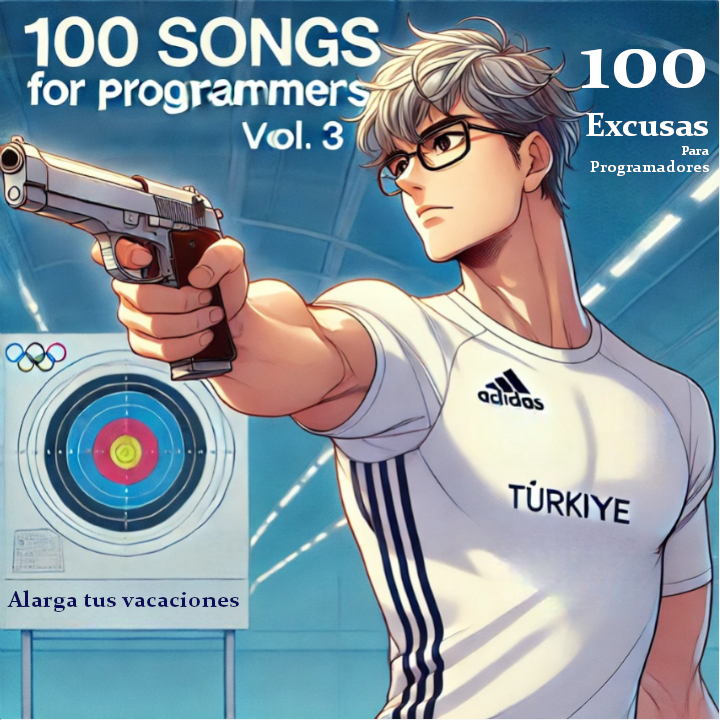 100 SONGS
for programmers
Vol. 3
100
Excusas
Para
Programadores
adidas
TÜRKIYE
Alarga tus vacaciones